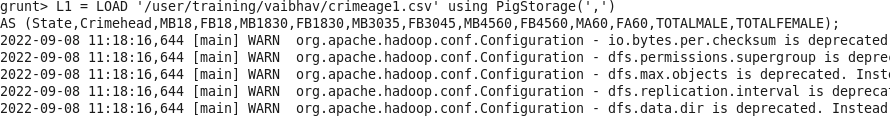 grunt> L1 = LOAD '/user/training/vaibhav/crimeage1.csv' using PigStorage(',')
AS (State,Crimehead,MB18,FB18,MB1830,FB1830,MB3035,FB3045,MB4560,FB4560,MA60,FA60,TOTALMALE,TOTALFEMALE);
2022-09-08 11:18:16,644 [main] WARN  org.apache.hadoop.conf.Configuration - io.bytes.per.checksum is deprecated
2022-09-08 11:18:16,644 [main] WARN  org.apache.hadoop.conf.Configuration - dfs.permissions.supergroup is depre
2022-09-08 11:18:16,644 [main] WARN  org.apache.hadoop.conf.Configuration - dfs.max.objects is deprecated. Inste
2022-09-08 11:18:16,644 [main] WARN  org.apache.hadoop.conf.Configuration - dfs.replication.interval is depreca
2022-09-08 11:18:16,644 [main] WARN  org.apache.hadoop.conf.Configuration - dfs.data.dir is deprecated. Instead